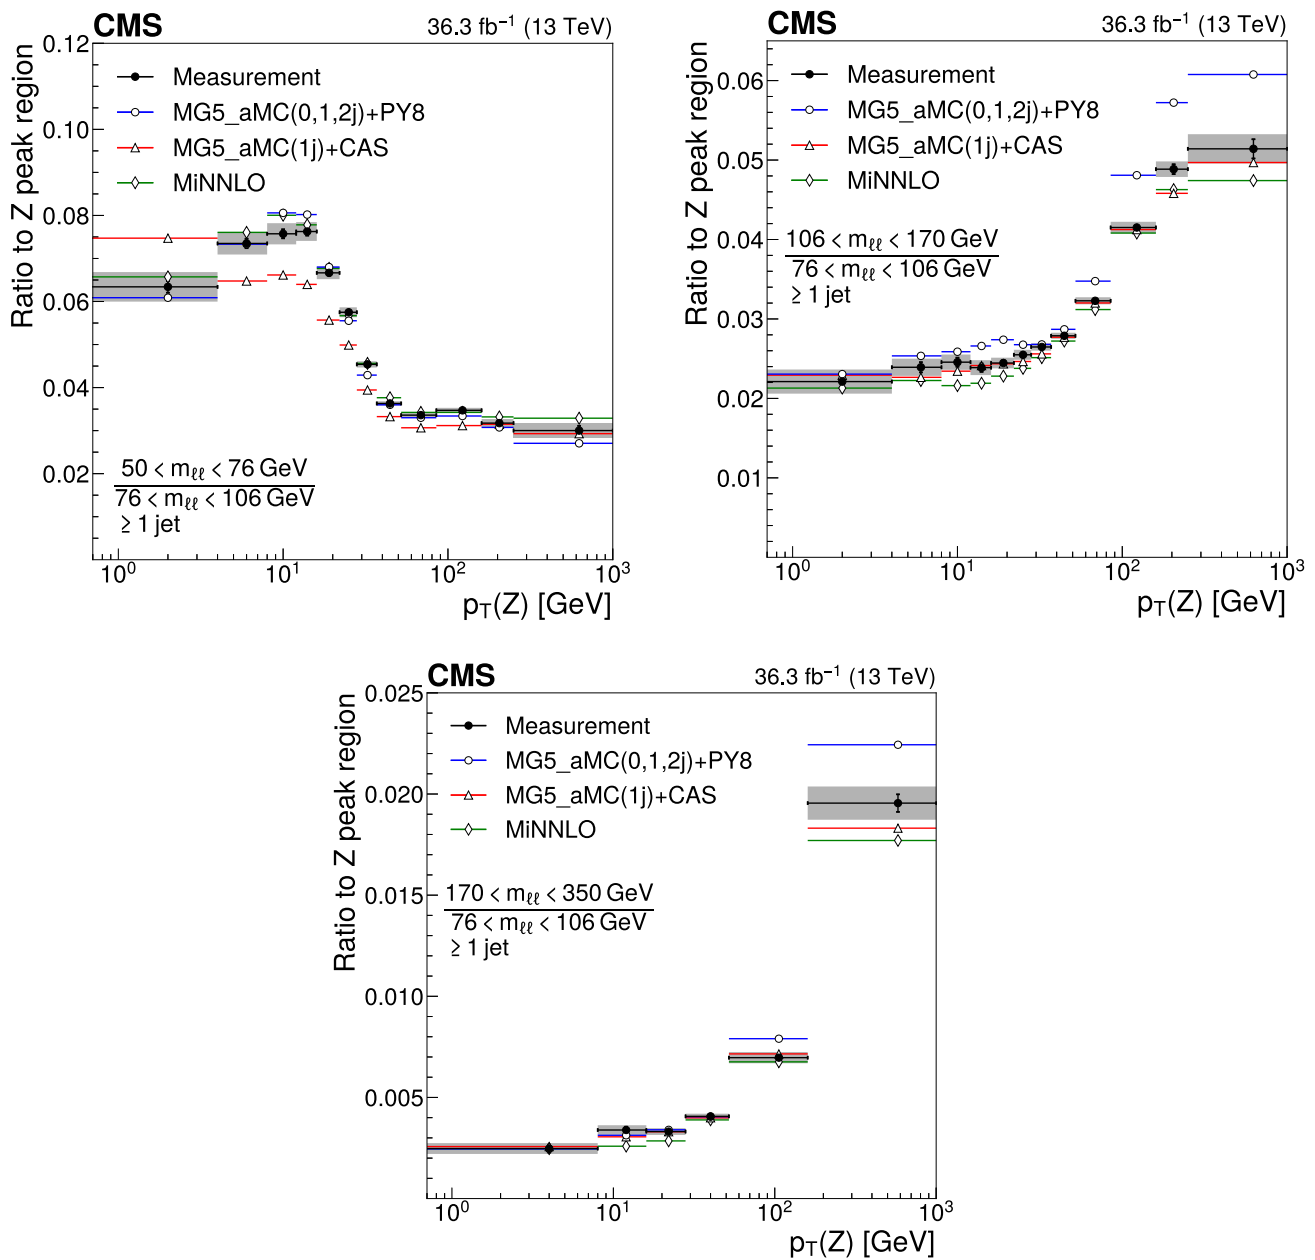 CMS 36.3 fb⁻¹ (13 TeV)
Ratio to Z peak region
0.12
0.10
0.08
0.06
0.04
0.02
Measurement
MG5_aMC(0,1,2j)+PY8
MG5_aMC(1j)+CAS
MiNNLO
50 < mℓℓ < 76 GeV
76 < mℓℓ < 106 GeV
≥ 1 jet
10⁰ 10¹ 10² 10³
pT(Z) [GeV]
CMS 36.3 fb⁻¹ (13 TeV)
Ratio to Z peak region
0.06
0.05
0.04
0.03
0.02
0.01
Measurement
MG5_aMC(0,1,2j)+PY8
MG5_aMC(1j)+CAS
MiNNLO
106 < mℓℓ < 170 GeV
76 < mℓℓ < 106 GeV
≥ 1 jet
10⁰ 10¹ 10² 10³
pT(Z) [GeV]
CMS 36.3 fb⁻¹ (13 TeV)
Ratio to Z peak region
0.025
0.020
0.015
0.010
0.005
Measurement
MG5_aMC(0,1,2j)+PY8
MG5_aMC(1j)+CAS
MiNNLO
170 < mℓℓ < 350 GeV
76 < mℓℓ < 106 GeV
≥ 1 jet
10⁰ 10¹ 10² 10³
pT(Z) [GeV]